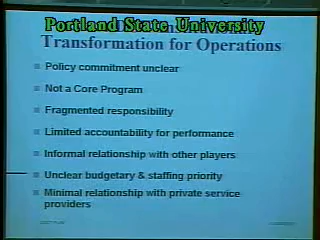 Portland State University
Transformation for Operations
Policy commitment unclear
Not a Core Program
Fragmented responsibility
Limited accountability for performance
Informal relationship with other players
Unclear budgetary & staffing priority
Minimal relationship with private service
providers